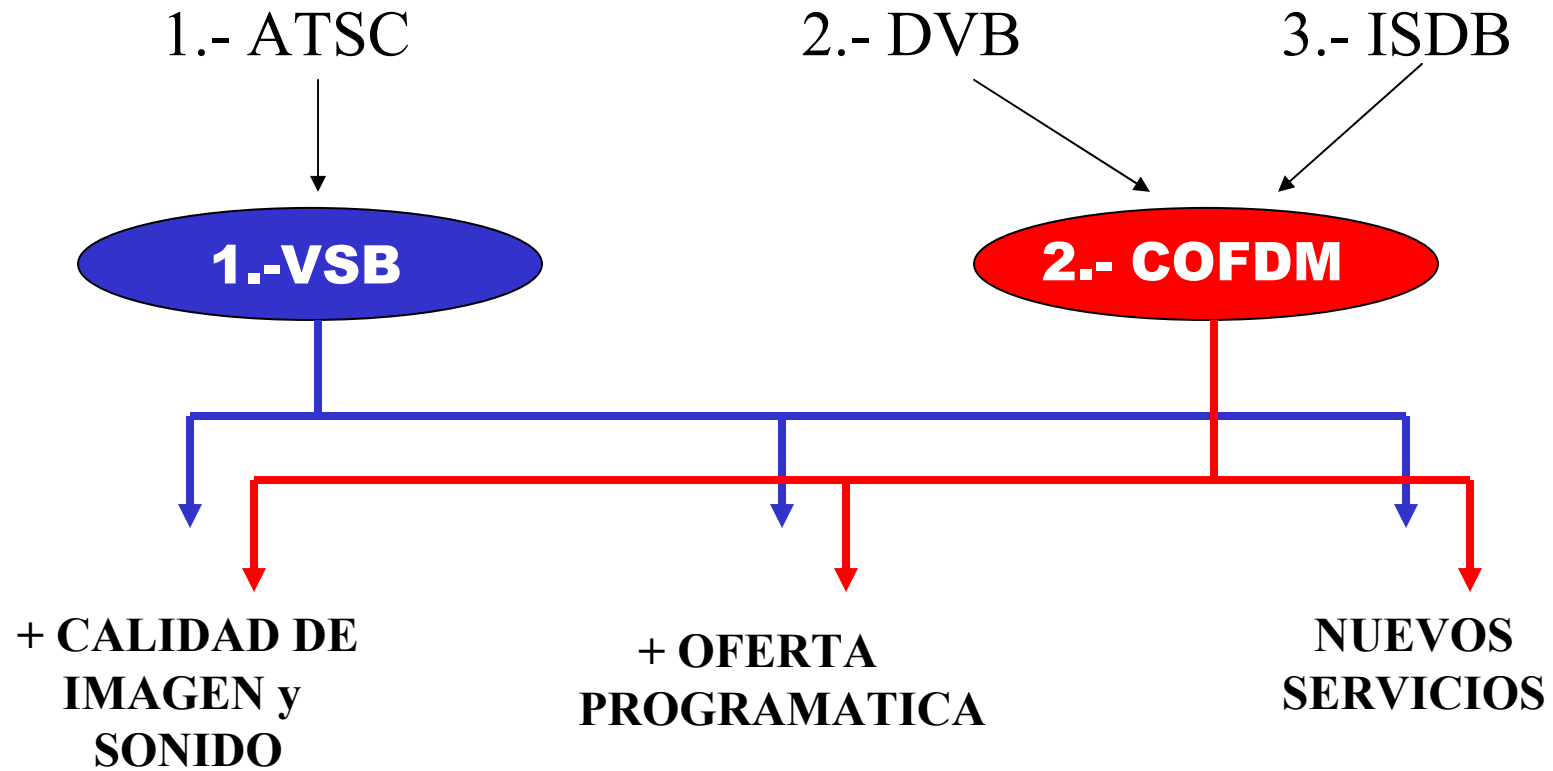 1.- ATSC
2.- DVB
3.- ISDB
1.-VSB
2.- COFDM
+ CALIDAD DE
IMAGEN y
SONIDO
+ OFERTA
PROGRAMATICA
NUEVOS
SERVICIOS